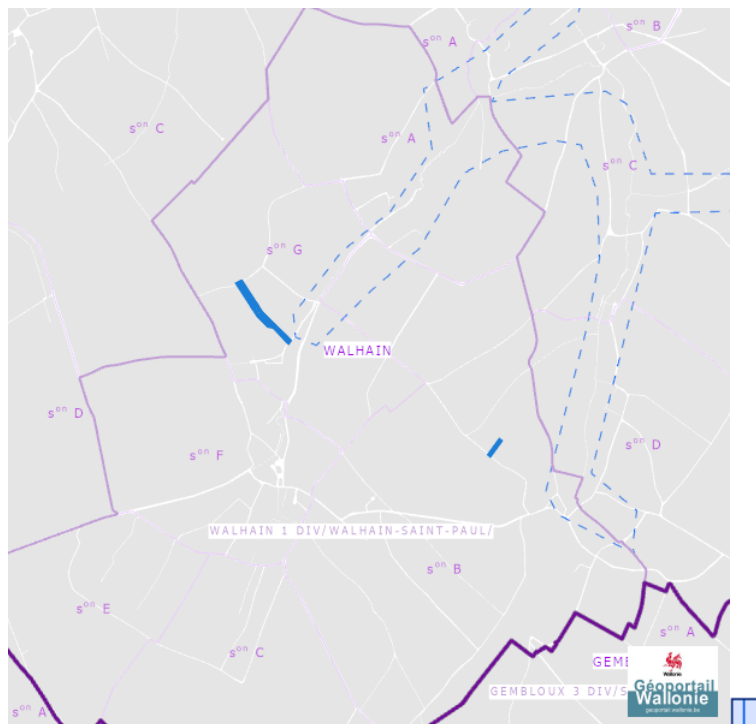 sᵒⁿ B
sᵒⁿ A
sᵒⁿ C
sᵒⁿ A
sᵒⁿ C
sᵒⁿ G
WALHAIN
sᵒⁿ D
sᵒⁿ D
sᵒⁿ F
WALHAIN 1 DIV/WALHAIN-SAINT-PAUL/
sᵒⁿ B
sᵒⁿ E
sᵒⁿ A
sᵒⁿ C
GEMB
GEMBLOUX 3 DIV/S
sᵒⁿ A
Wallonie
Géoportail
Wallonie
geoportail.wallonie.be